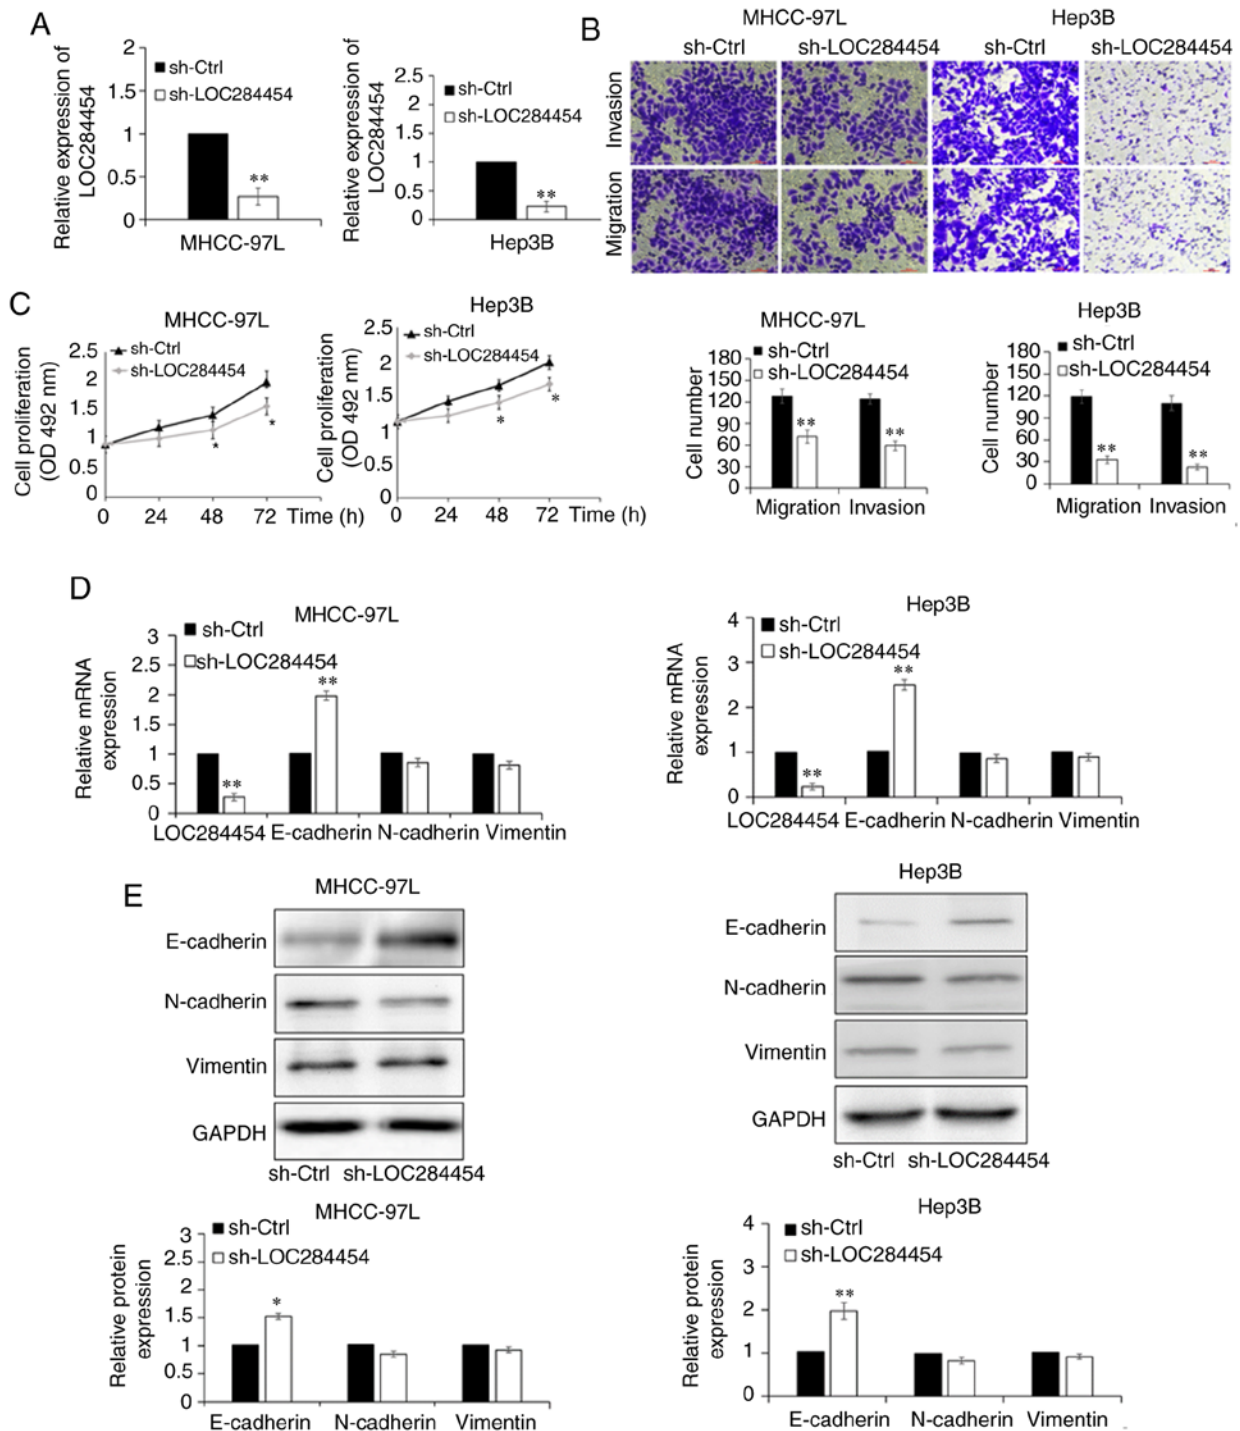 A
Relative expression of
LOC284454
2
1.5
1
0.5
0
sh-Ctrl
sh-LOC284454
**
MHCC-97L
Relative expression of
LOC284454
2.5
2
1.5
1
0.5
0
sh-Ctrl
sh-LOC284454
**
Hep3B
B
MHCC-97L
Hep3B
sh-Ctrl
sh-LOC284454
sh-Ctrl
sh-LOC284454
Invasion
Migration
MHCC-97L
Cell number
180
150
120
90
60
30
0
sh-Ctrl
sh-LOC284454
**
**
Migration
Invasion
Hep3B
Cell number
180
150
120
90
60
30
0
sh-Ctrl
sh-LOC284454
**
**
Migration
Invasion
C
MHCC-97L
Cell proliferation
(OD 492 nm)
2.5
2
1.5
1
0.5
0
sh-Ctrl
sh-LOC284454
*
*
0
24
48
72
Time (h)
Hep3B
Cell proliferation
(OD 492 nm)
2.5
2
1.5
1
0.5
0
sh-Ctrl
sh-LOC284454
*
*
0
24
48
72
Time (h)
D
MHCC-97L
Relative mRNA
expression
3
2.5
2
1.5
1
0.5
0
sh-Ctrl
sh-LOC284454
**
**
LOC284454
E-cadherin
N-cadherin
Vimentin
Hep3B
Relative mRNA
expression
4
3
2
1
0
sh-Ctrl
sh-LOC284454
**
**
LOC284454
E-cadherin
N-cadherin
Vimentin
E
MHCC-97L
E-cadherin
N-cadherin
Vimentin
GAPDH
sh-Ctrl
sh-LOC284454
Hep3B
E-cadherin
N-cadherin
Vimentin
GAPDH
sh-Ctrl
sh-LOC284454
MHCC-97L
Relative protein
expression
3
2.5
2
1.5
1
0.5
0
sh-Ctrl
sh-LOC284454
*
E-cadherin
N-cadherin
Vimentin
Hep3B
Relative protein
expression
4
3
2
1
0
sh-Ctrl
sh-LOC284454
**
E-cadherin
N-cadherin
Vimentin